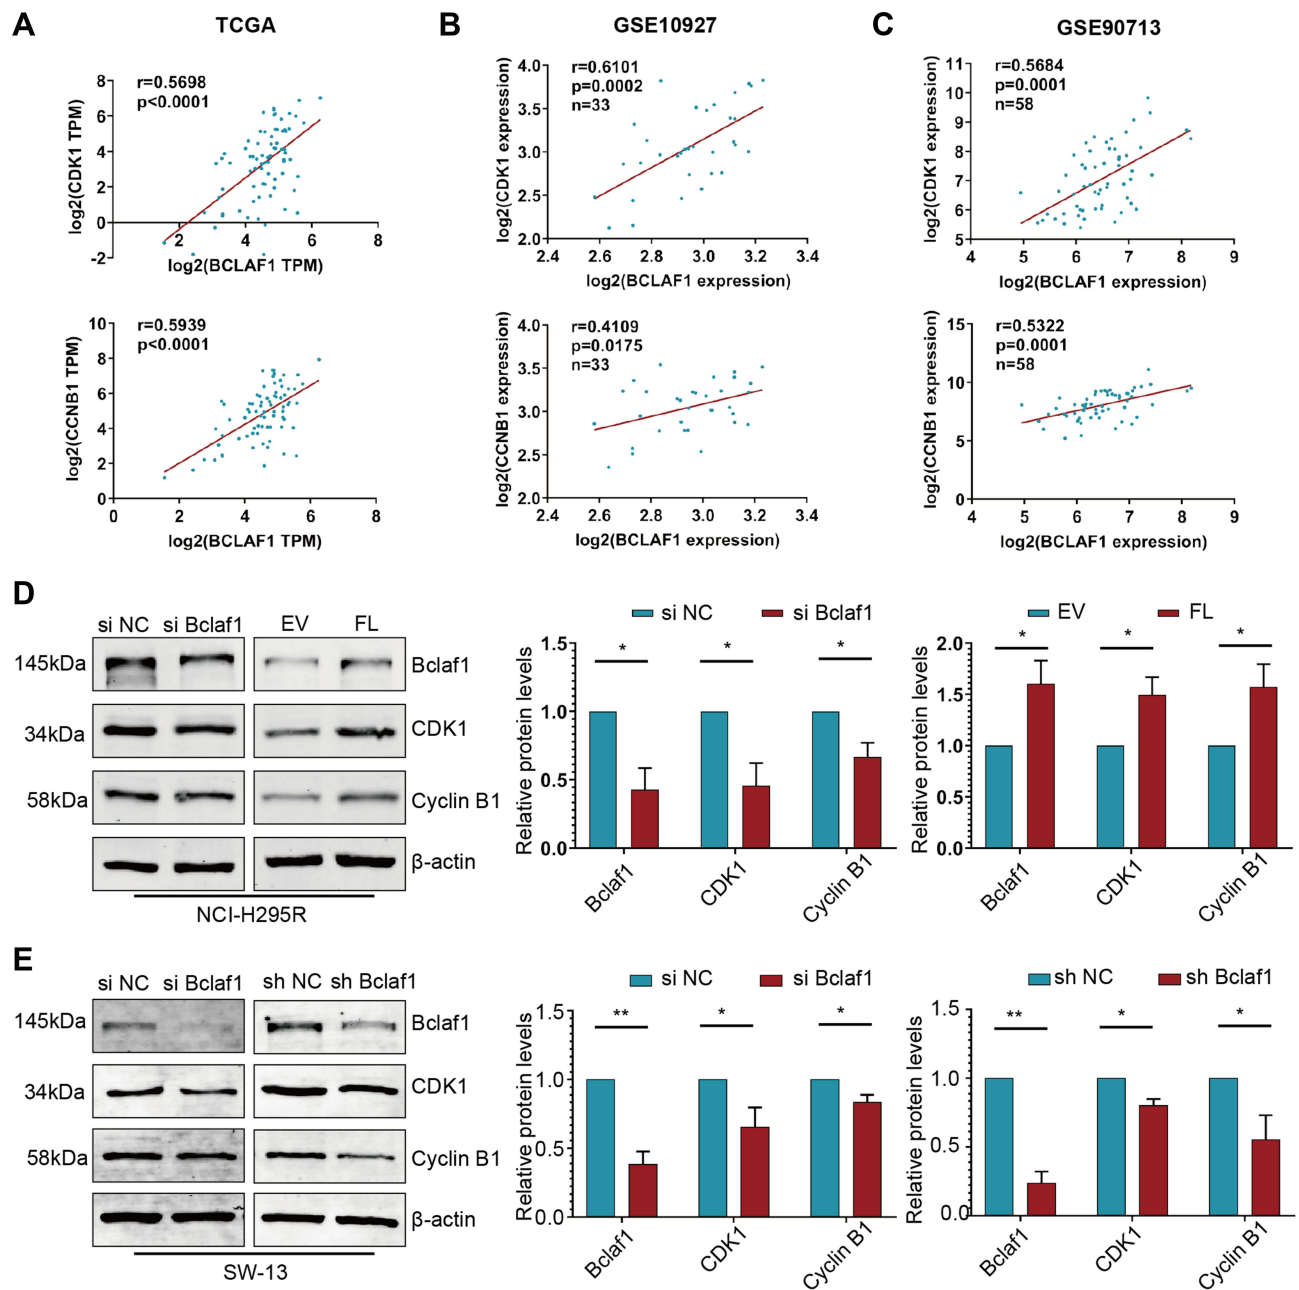 A TCGA B GSE10927 C GSE90713
r=0.5698
p<0.0001
log2(CDK1 TPM)
8
6
4
2
0
-2
2 4 6 8
log2(BCLAF1 TPM)
r=0.6101
p=0.0002
n=33
log2(CDK1 expression)
4.0
3.5
3.0
2.5
2.0
2.4 2.6 2.8 3.0 3.2 3.4
log2(BCLAF1 expression)
r=0.5684
p=0.0001
n=58
log2(CDK1 expression)
11
10
9
8
7
6
5
4 5 6 7 8 9
log2(BCLAF1 expression)
r=0.5939
p<0.0001
log2(CCNB1 TPM)
10
8
6
4
2
0
0 2 4 6 8
log2(BCLAF1 TPM)
r=0.4109
p=0.0175
n=33
log2(CCNB1 expression)
4.0
3.5
3.0
2.5
2.0
2.4 2.6 2.8 3.0 3.2 3.4
log2(BCLAF1 expression)
r=0.5322
p=0.0001
n=58
log2(CCNB1 expression)
15
10
5
0
4 5 6 7 8 9
log2(BCLAF1 expression)
D
si NC si Bclaf1 EV FL
145kDa Bclaf1
34kDa CDK1
58kDa Cyclin B1
β-actin
NCI-H295R
si NC si Bclaf1
Relative protein levels
1.5
1.0
0.5
0.0
* * *
Bclaf1 CDK1 Cyclin B1
EV FL
Relative protein levels
2.0
1.5
1.0
0.5
0.0
* * *
Bclaf1 CDK1 Cyclin B1
E
si NC si Bclaf1 sh NC sh Bclaf1
145kDa Bclaf1
34kDa CDK1
58kDa Cyclin B1
β-actin
SW-13
si NC si Bclaf1
Relative protein levels
1.5
1.0
0.5
0.0
** * *
Bclaf1 CDK1 Cyclin B1
sh NC sh Bclaf1
Relative protein levels
1.5
1.0
0.5
0.0
** * *
Bclaf1 CDK1 Cyclin B1